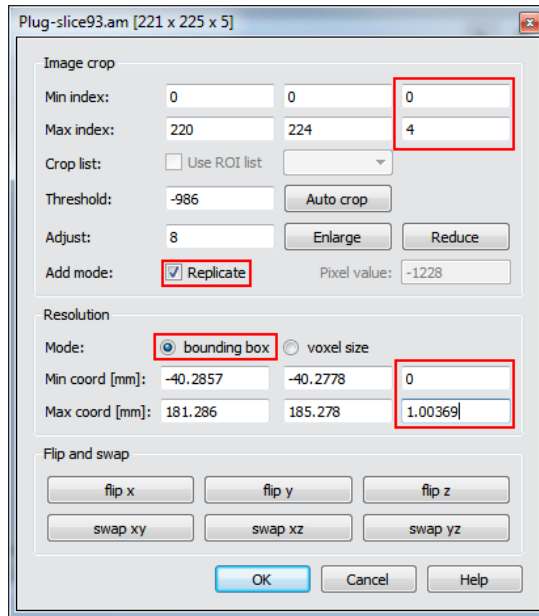 Plug-slice93.am [221 x 225 x 5]
Image crop
Min index: 0 0 0
Max index: 220 224 4
Crop list: Use ROI list
Threshold: -986 Auto crop
Adjust: 8 Enlarge Reduce
Add mode: Replicate Pixel value: -1228
Resolution
Mode: bounding box voxel size
Min coord [mm]: -40.2857 -40.2778 0
Max coord [mm]: 181.286 185.278 1.00369
Flip and swap
flip x flip y flip z
swap xy swap xz swap yz
OK Cancel Help